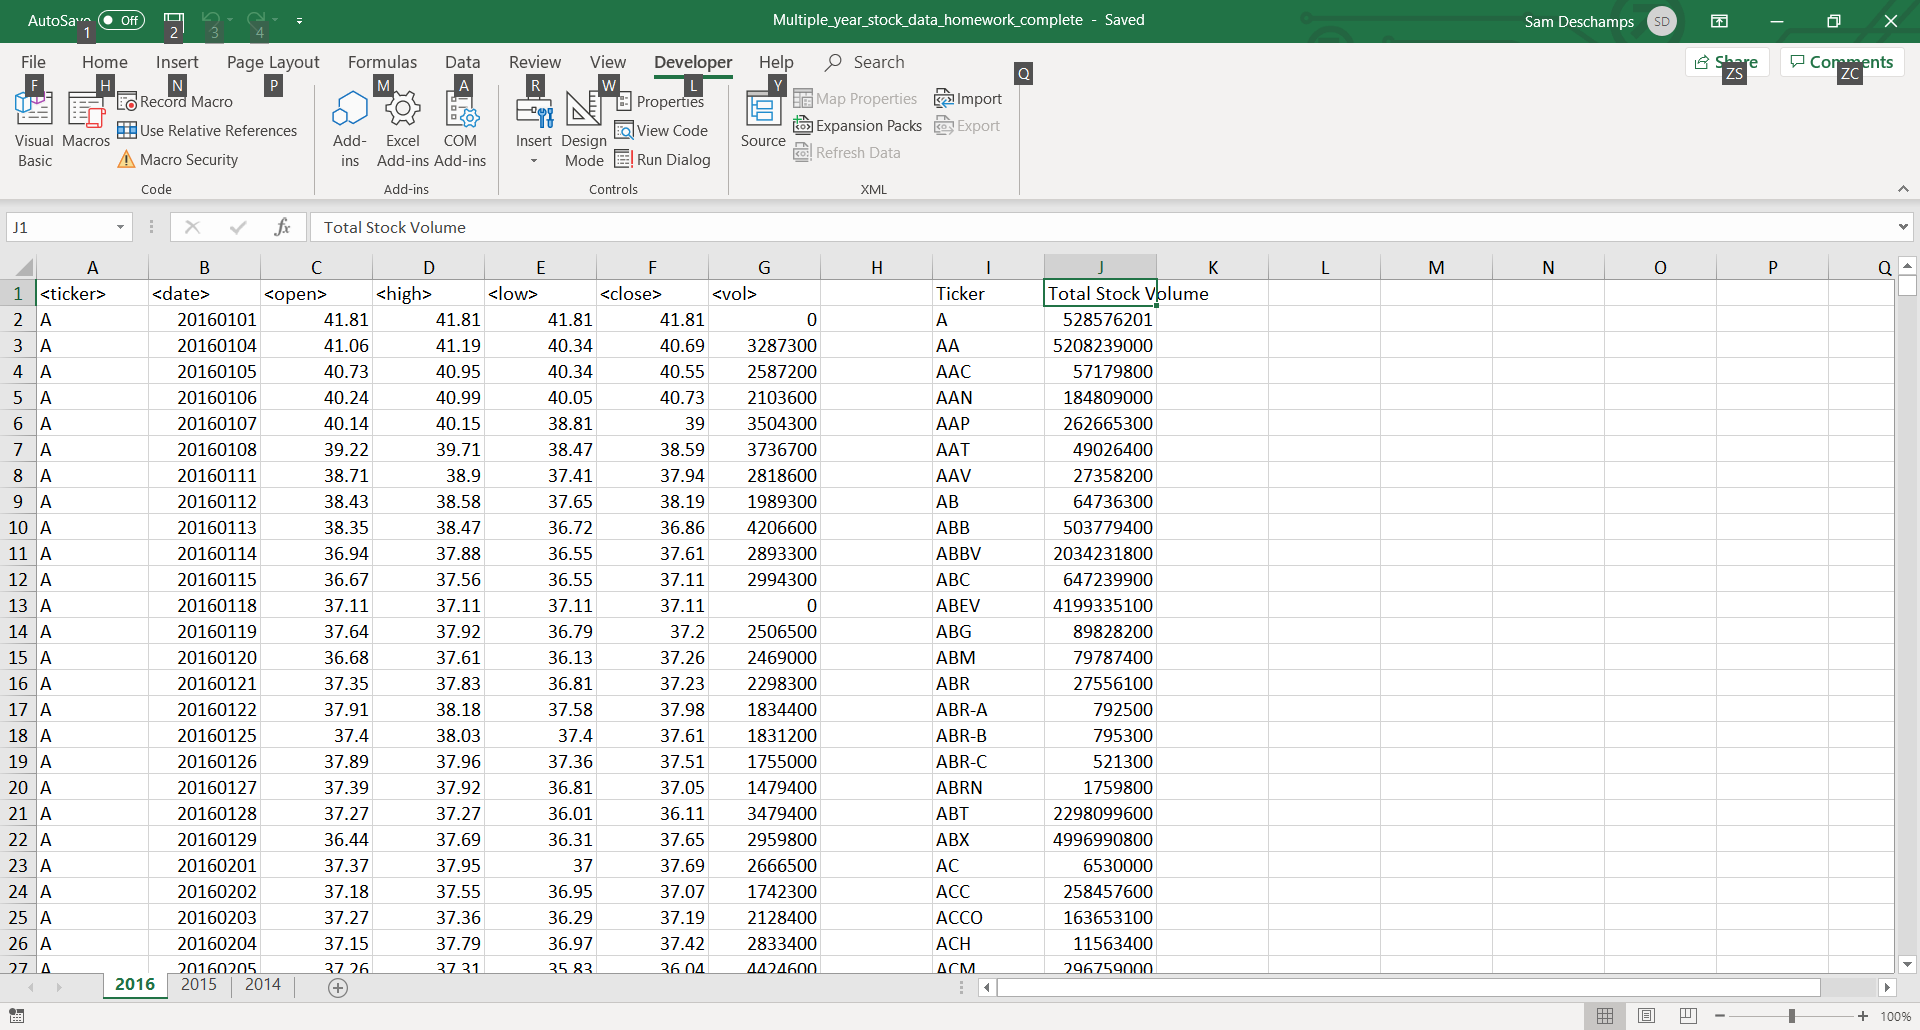 AutoSave Off Multiple_year_stock_data_homework_complete - Saved Sam Deschamps SD
1 2 3 4
File Home Insert Page Layout Formulas Data Review View Developer Help Search Share Comments
F H N P M A R W L Y Q ZS ZC
Visual Basic
Macros
Record Macro
Use Relative References
Macro Security
Code
Add-ins
Excel Add-ins
COM Add-ins
Add-ins
Insert
Design Mode
Properties
View Code
Run Dialog
Controls
Source
Map Properties
Expansion Packs
Refresh Data
Import
Export
XML
J1 fx Total Stock Volume
A B C D E F G H I J K L M N O P Q
1 <ticker> <date> <open> <high> <low> <close> <vol> Ticker Total Stock Volume
2 A 20160101 41.81 41.81 41.81 41.81 0 A 528576201
3 A 20160104 41.06 41.19 40.34 40.69 3287300 AA 5208239000
4 A 20160105 40.73 40.95 40.34 40.55 2587200 AAC 57179800
5 A 20160106 40.24 40.99 40.05 40.73 2103600 AAN 184809000
6 A 20160107 40.14 40.15 38.81 39 3504300 AAP 262665300
7 A 20160108 39.22 39.71 38.47 38.59 3736700 AAT 49026400
8 A 20160111 38.71 38.9 37.41 37.94 2818600 AAV 27358200
9 A 20160112 38.43 38.58 37.65 38.19 1989300 AB 64736300
10 A 20160113 38.35 38.47 36.72 36.86 4206600 ABB 503779400
11 A 20160114 36.94 37.88 36.55 37.61 2893300 ABBV 2034231800
12 A 20160115 36.67 37.56 36.55 37.11 2994300 ABC 647239900
13 A 20160118 37.11 37.11 37.11 37.11 0 ABEV 4199335100
14 A 20160119 37.64 37.92 36.79 37.2 2506500 ABG 89828200
15 A 20160120 36.68 37.61 36.13 37.26 2469000 ABM 79787400
16 A 20160121 37.35 37.83 36.81 37.23 2298300 ABR 27556100
17 A 20160122 37.91 38.18 37.58 37.98 1834400 ABR-A 792500
18 A 20160125 37.4 38.03 37.4 37.61 1831200 ABR-B 795300
19 A 20160126 37.89 37.96 37.36 37.51 1755000 ABR-C 521300
20 A 20160127 37.39 37.92 36.81 37.05 1479400 ABRN 1759800
21 A 20160128 37.27 37.27 36.01 36.11 3479400 ABT 2298099600
22 A 20160129 36.44 37.69 36.31 37.65 2959800 ABX 4996990800
23 A 20160201 37.37 37.95 37 37.69 2666500 AC 6530000
24 A 20160202 37.18 37.55 36.95 37.07 1742300 ACC 258457600
25 A 20160203 37.27 37.36 36.29 37.19 2128400 ACCO 163653100
26 A 20160204 37.15 37.79 36.97 37.42 2833400 ACH 11563400
27 A 20160205 37.26 37.31 35.83 36.04 4424600 ACM 296759000
2016 2015 2014
100%